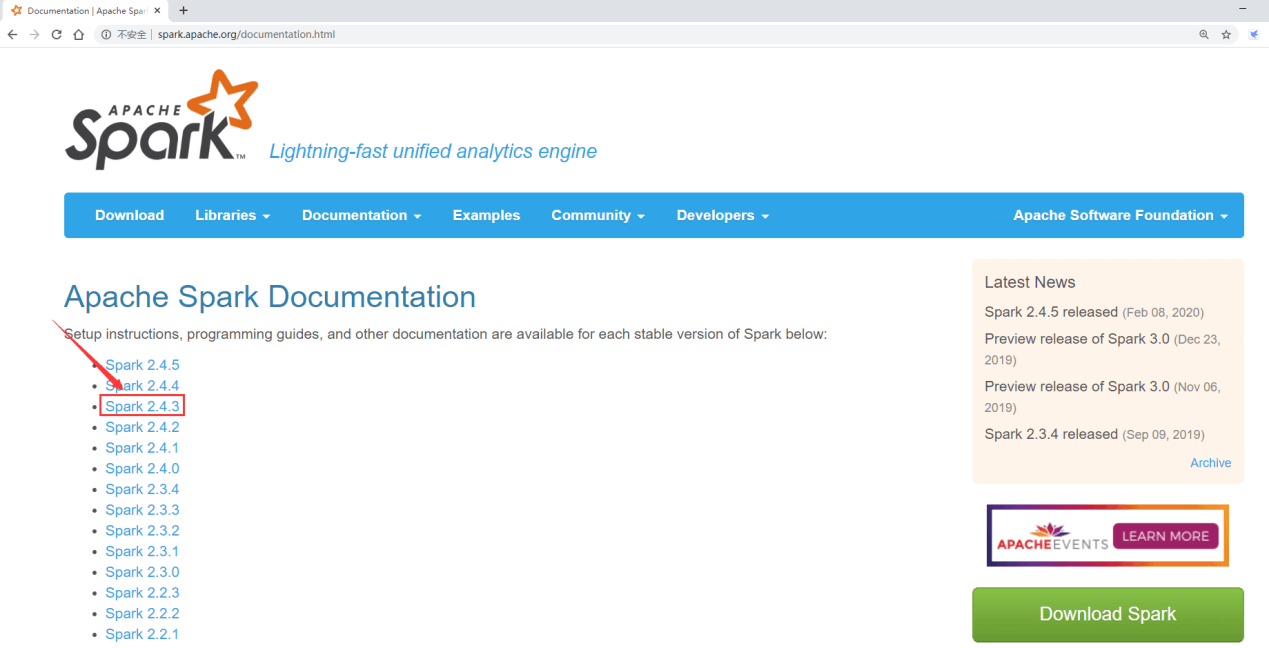 Documentation | Apache Spar
不安全 | spark.apache.org/documentation.html
APACHE
Spark™
Lightning-fast unified analytics engine
Download Libraries Documentation Examples Community Developers Apache Software Foundation
Apache Spark Documentation
Setup instructions, programming guides, and other documentation are available for each stable version of Spark below:
Spark 2.4.5
Spark 2.4.4
Spark 2.4.3
Spark 2.4.2
Spark 2.4.1
Spark 2.4.0
Spark 2.3.4
Spark 2.3.3
Spark 2.3.2
Spark 2.3.1
Spark 2.3.0
Spark 2.2.3
Spark 2.2.2
Spark 2.2.1
Latest News
Spark 2.4.5 released (Feb 08, 2020)
Preview release of Spark 3.0 (Dec 23,
2019)
Preview release of Spark 3.0 (Nov 06,
2019)
Spark 2.3.4 released (Sep 09, 2019)
Archive
APACHEEVENTS LEARN MORE
Download Spark